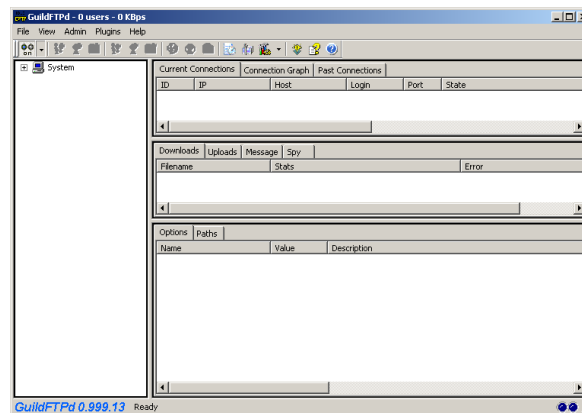 GuildFTPd - 0 users - 0 KBps
File View Admin Plugins Help
System
Current Connections Connection Graph Past Connections
ID IP Host Login Port State
Downloads Uploads Message Spy
Filename Stats Error
Options Paths
Name Value Description
GuildFTPd 0.999.13 Ready